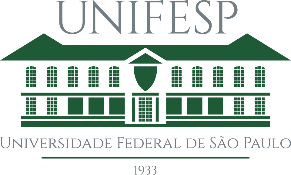 UNIFESP
UNIVERSIDADE FEDERAL DE SÃO PAULO
1933